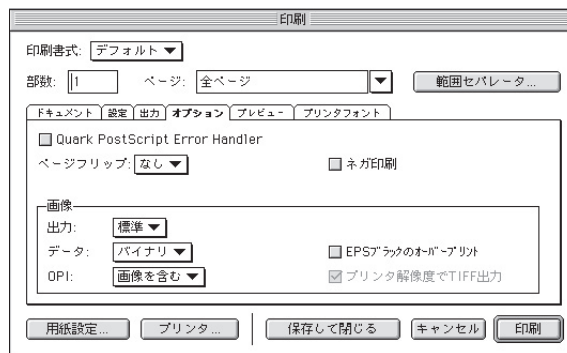 印刷
印刷書式: デフォルト
部数: 1 ページ: 全ページ 範囲セパレータ...
ドキュメント 設定 出力 オプション プレビュー プリンタフォント
Quark PostScript Error Handler
ページフリップ: なし ネガ印刷
画像
出力: 標準
データ: バイナリ EPSブラックのオーバープリント
OPI: 画像を含む プリンタ解像度でTIFF出力
用紙設定... プリンタ... 保存して閉じる キャンセル 印刷